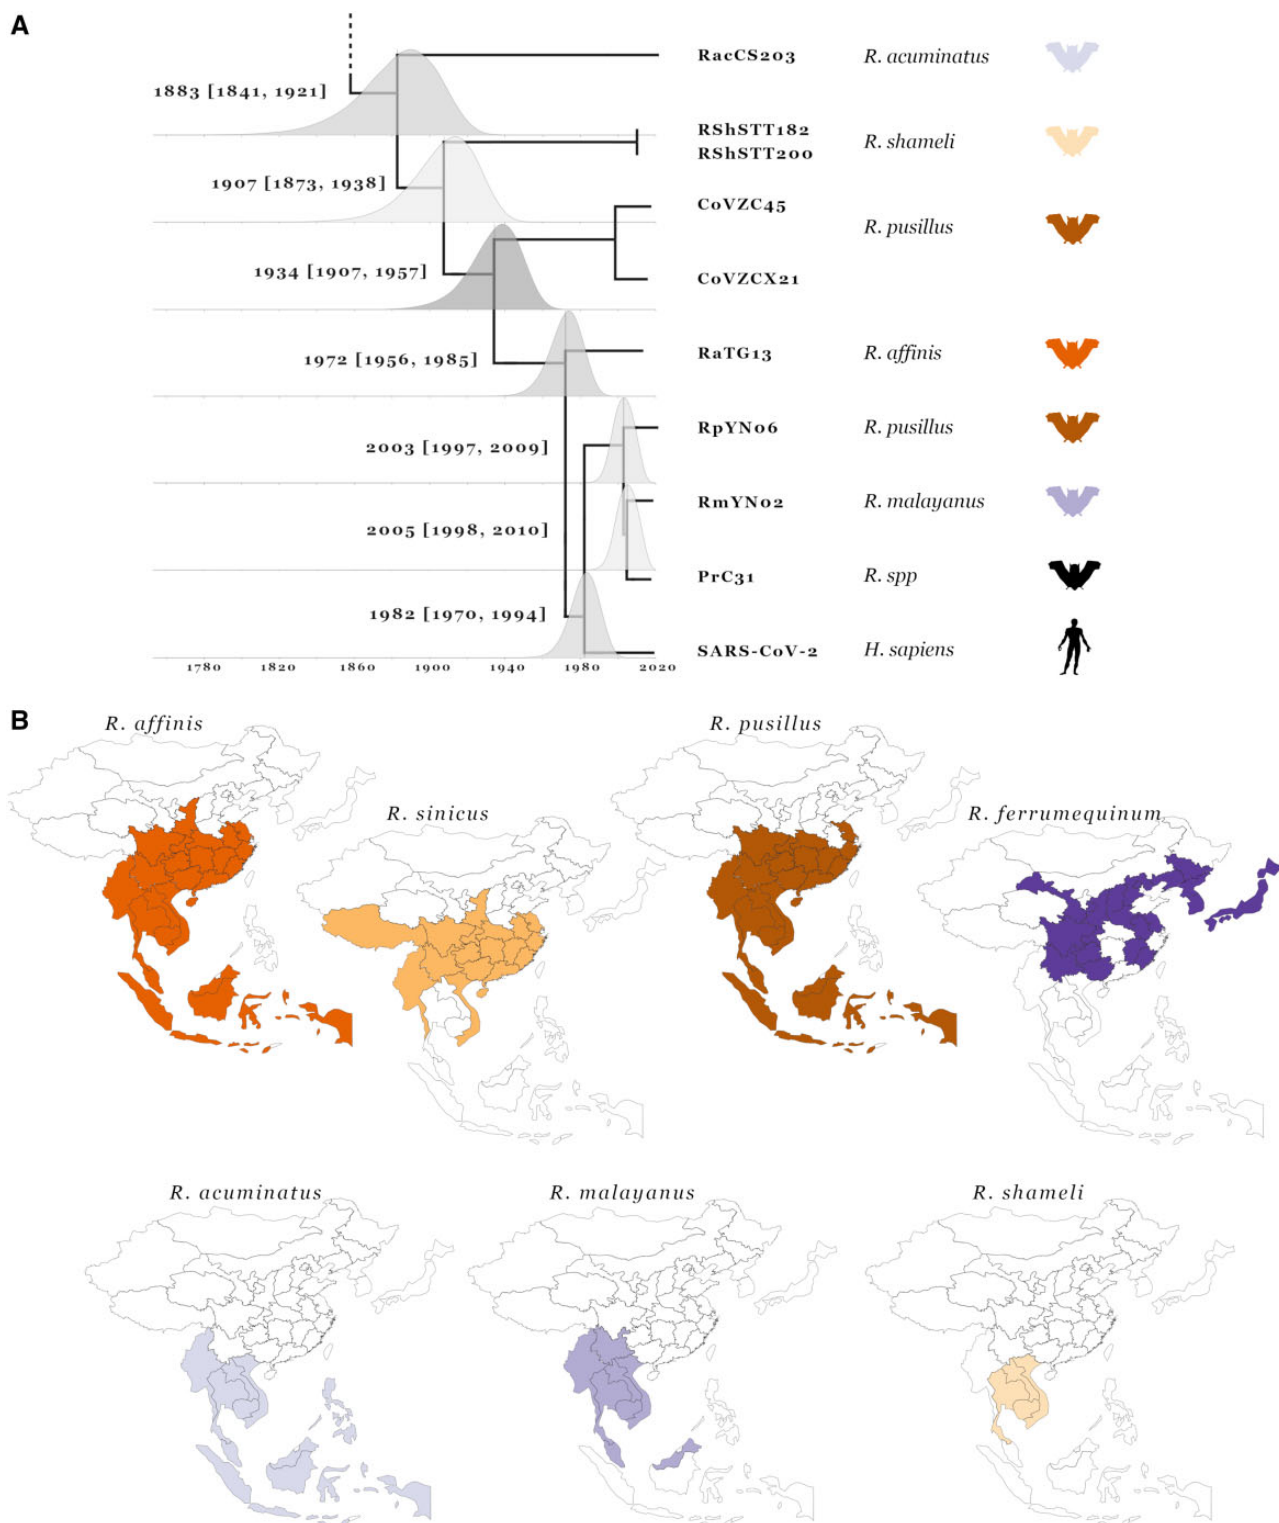 A
RacCS203 R. acuminatus
1883 [1841, 1921]
RShSTT182
RShSTT200 R. shameli
1907 [1873, 1938]
CoVZC45
R. pusillus
1934 [1907, 1957]
CoVZCX21
1972 [1956, 1985]
RaTG13 R. affinis
RpYN06 R. pusillus
2003 [1997, 2009]
RmYN02 R. malayanus
2005 [1998, 2010]
PrC31 R. spp
1982 [1970, 1994]
SARS-CoV-2 H. sapiens
1780 1820 1860 1900 1940 1980 2020
B
R. affinis R. pusillus
R. sinicus R. ferrumequinum
R. acuminatus R. malayanus R. shameli